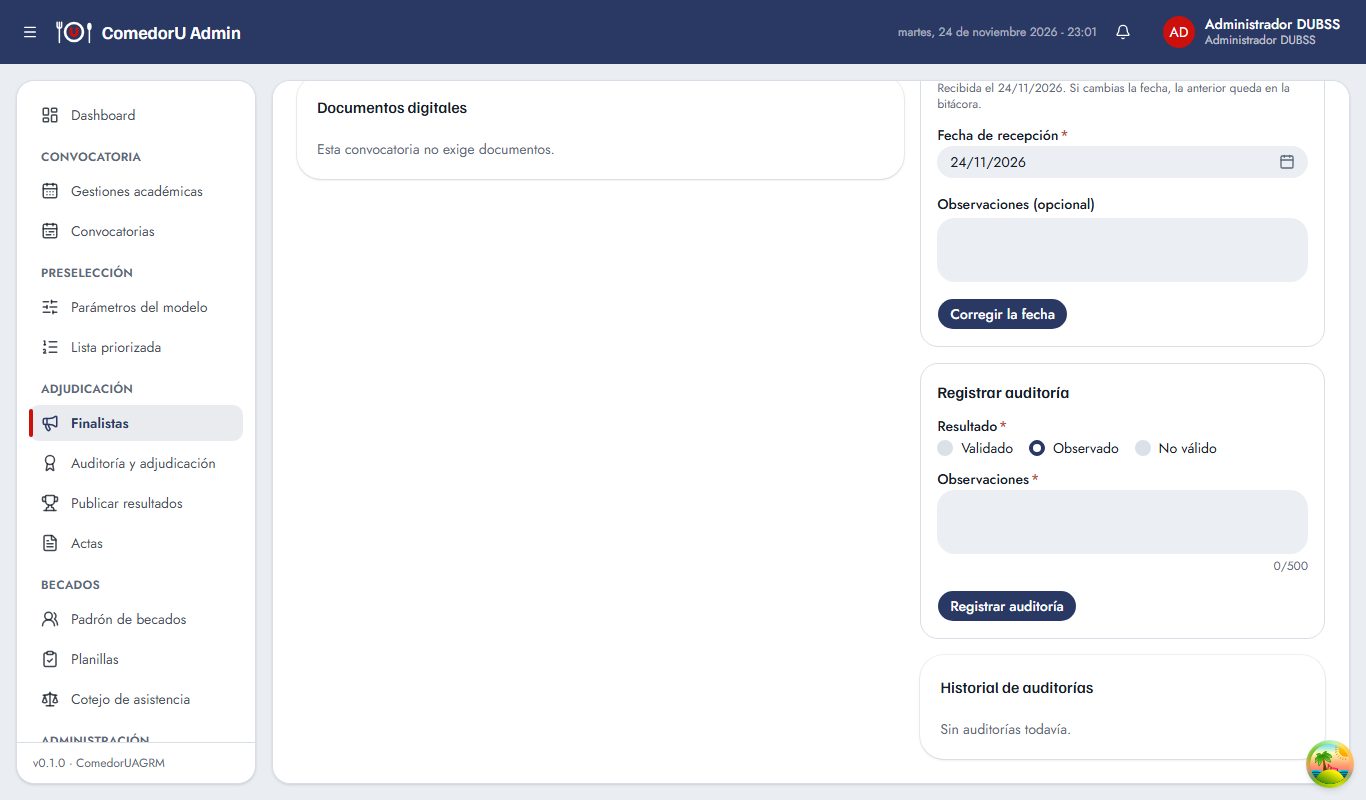 ComedorU Admin
martes, 24 de noviembre 2026 - 23:01
AD
Administrador DUBSS
Administrador DUBSS
Dashboard
CONVOCATORIA
Gestiones académicas
Convocatorias
PRESELECCIÓN
Parámetros del modelo
Lista priorizada
ADJUDICACIÓN
Finalistas
Auditoría y adjudicación
Publicar resultados
Actas
BECADOS
Padrón de becados
Planillas
Cotejo de asistencia
ADMINISTRACIÓN
v0.1.0 - ComedorUAGRM
Documentos digitales
Esta convocatoria no exige documentos.
Recibida el 24/11/2026. Si cambias la fecha, la anterior queda en la
bitácora.
Fecha de recepción *
24/11/2026
Observaciones (opcional)
Corregir la fecha
Registrar auditoría
Resultado *
Validado
Observado
No válido
Observaciones *
0/500
Registrar auditoría
Historial de auditorías
Sin auditorías todavía.